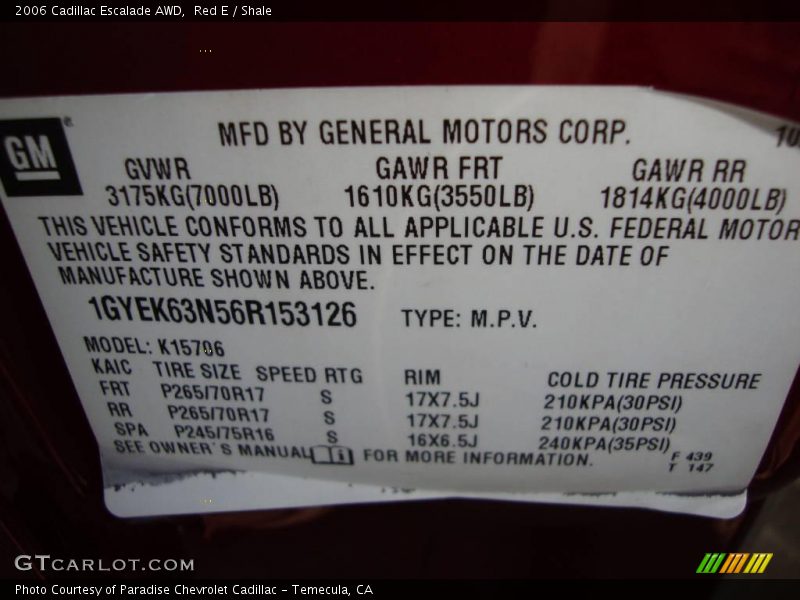 2006 Cadillac Escalade AWD, Red E / Shale
GM
MFD BY GENERAL MOTORS CORP.
GVWR GAWR FRT GAWR RR
3175KG(7000LB) 1610KG(3550LB) 1814KG(4000LB)
THIS VEHICLE CONFORMS TO ALL APPLICABLE U.S. FEDERAL MOTOR
VEHICLE SAFETY STANDARDS IN EFFECT ON THE DATE OF
MANUFACTURE SHOWN ABOVE.
1GYEK63N56R153126 TYPE: M.P.V.
MODEL: K15706
KAIC TIRE SIZE SPEED RTG RIM COLD TIRE PRESSURE
FRT P265/70R17 S 17X7.5J 210KPA(30PSI)
RR P265/70R17 S 17X7.5J 210KPA(30PSI)
SPA P245/75R16 S 16X6.5J 240KPA(35PSI)
SEE OWNER'S MANUAL FOR MORE INFORMATION.
F 439
T 147
GTCARLOT.COM
Photo Courtesy of Paradise Chevrolet Cadillac - Temecula, CA